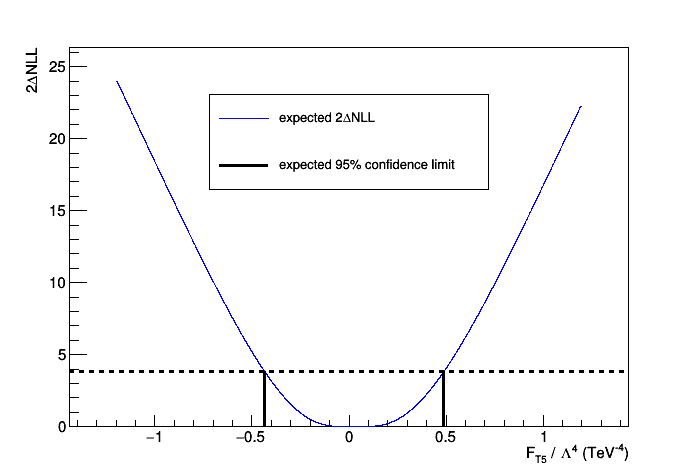 2ΔNLL
25
20
15
10
5
0
expected 2ΔNLL
expected 95% confidence limit
−1 −0.5 0 0.5 1
F_T5 / Λ^4 (TeV^-4)